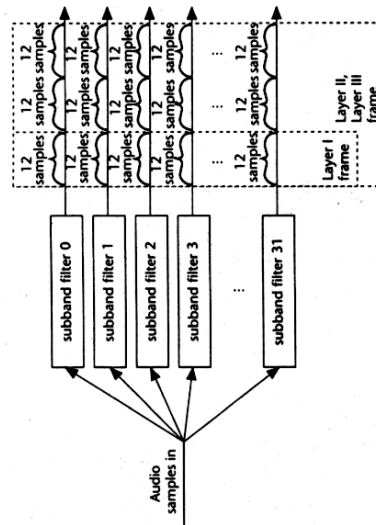 12 samples
12 samples
12 samples
subband filter 0
12 samples
12 samples
12 samples
subband filter 1
12 samples
12 samples
12 samples
subband filter 2
Audio
samples in
12 samples
12 samples
12 samples
subband filter 3
...
...
...
...
12 samples
12 samples
12 samples
subband filter 31
Layer I
frame
Layer II,
Layer III
frame